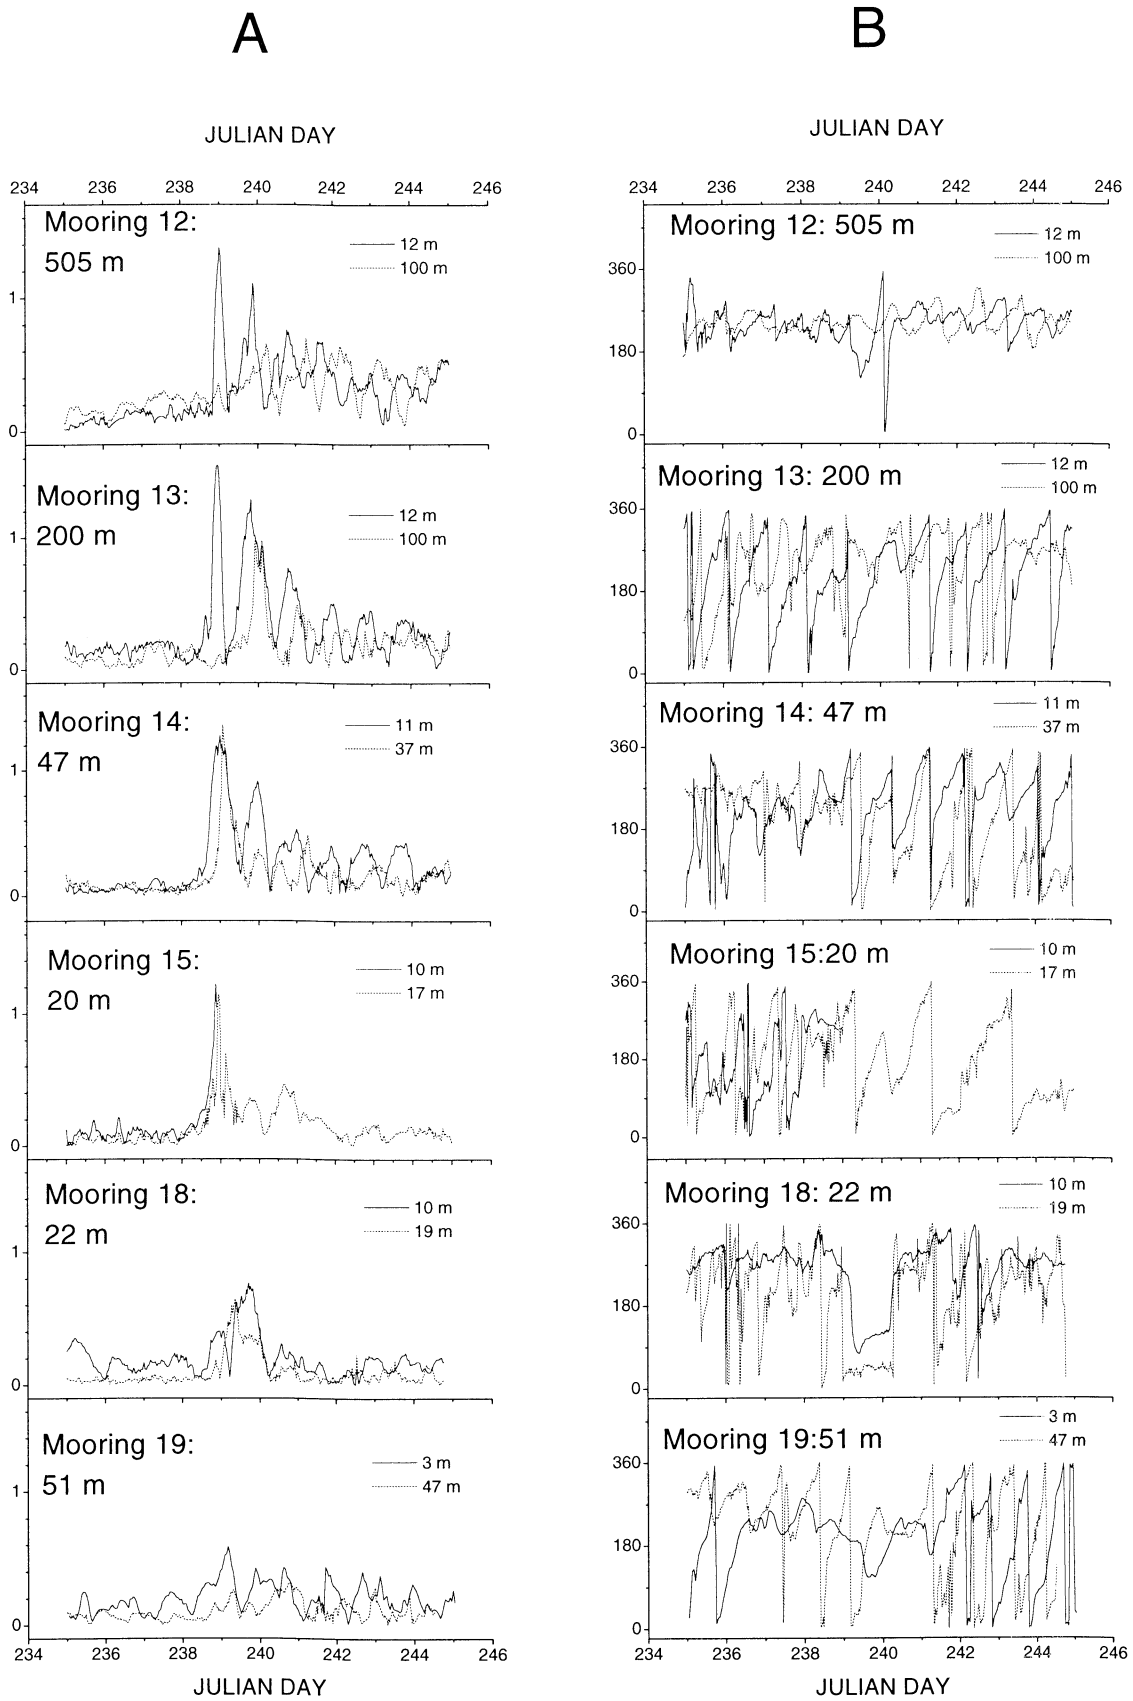 A
B
JULIAN DAY
JULIAN DAY
234 236 238 240 242 244 246
234 236 238 240 242 244 246
Mooring 12:
505 m
12 m
100 m
1
0
Mooring 12: 505 m
12 m
100 m
360
180
0
Mooring 13:
200 m
12 m
100 m
1
0
Mooring 13: 200 m
12 m
100 m
360
180
0
Mooring 14:
47 m
11 m
37 m
1
0
Mooring 14: 47 m
11 m
37 m
360
180
0
Mooring 15:
20 m
10 m
17 m
1
0
Mooring 15:20 m
10 m
17 m
360
180
0
Mooring 18:
22 m
10 m
19 m
1
0
Mooring 18: 22 m
10 m
19 m
360
180
0
Mooring 19:
51 m
3 m
47 m
1
0
Mooring 19:51 m
3 m
47 m
360
180
0
234 236 238 240 242 244 246
234 236 238 240 242 244 246
JULIAN DAY
JULIAN DAY